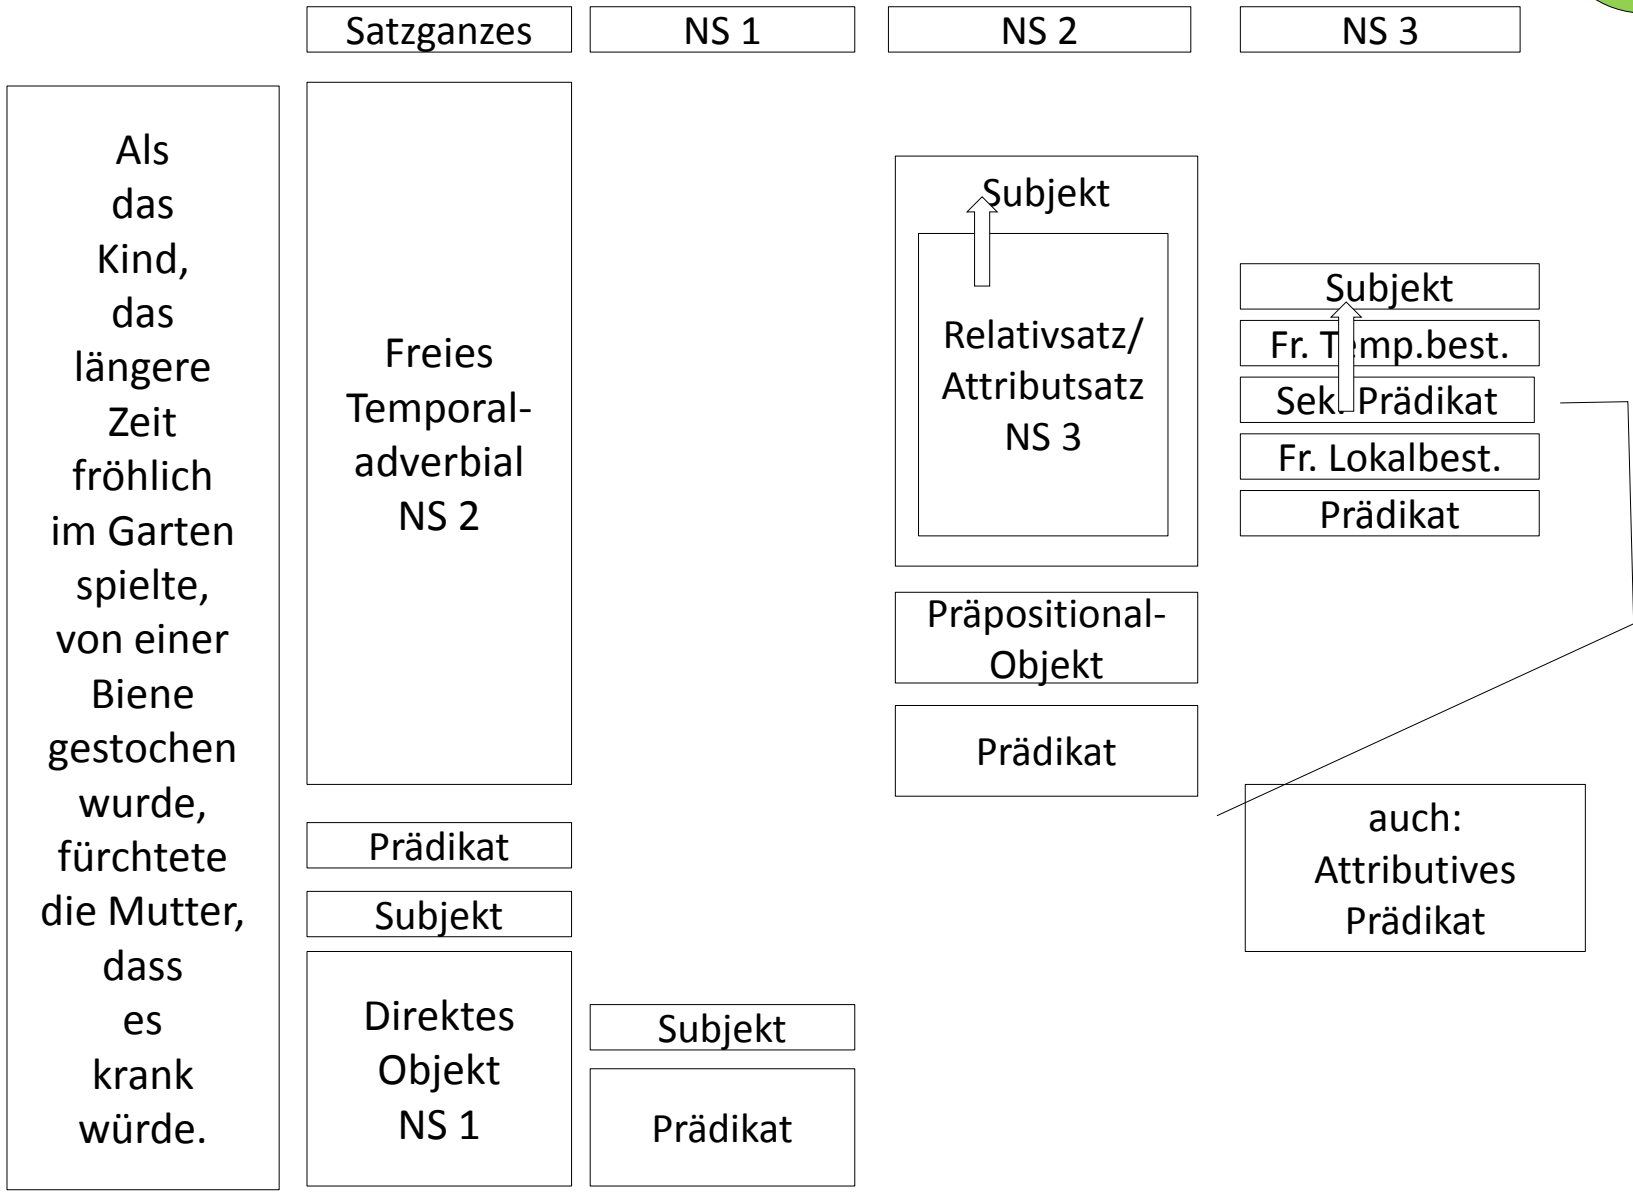 Satzganzes
NS 1
NS 2
NS 3
Als
das
Kind,
das
längere
Zeit
fröhlich
im Garten
spielte,
von einer
Biene
gestochen
wurde,
fürchtete
die Mutter,
dass
es
krank
würde.
Freies
Temporal-
adverbial
NS 2
Prädikat
Subjekt
Direktes
Objekt
NS 1
Subjekt
Prädikat
Subjekt
Relativsatz/
Attributsatz
NS 3
Präpositional-
Objekt
Prädikat
Subjekt
Fr. Temp.best.
Sek. Prädikat
Fr. Lokalbest.
Prädikat
auch:
Attributives
Prädikat